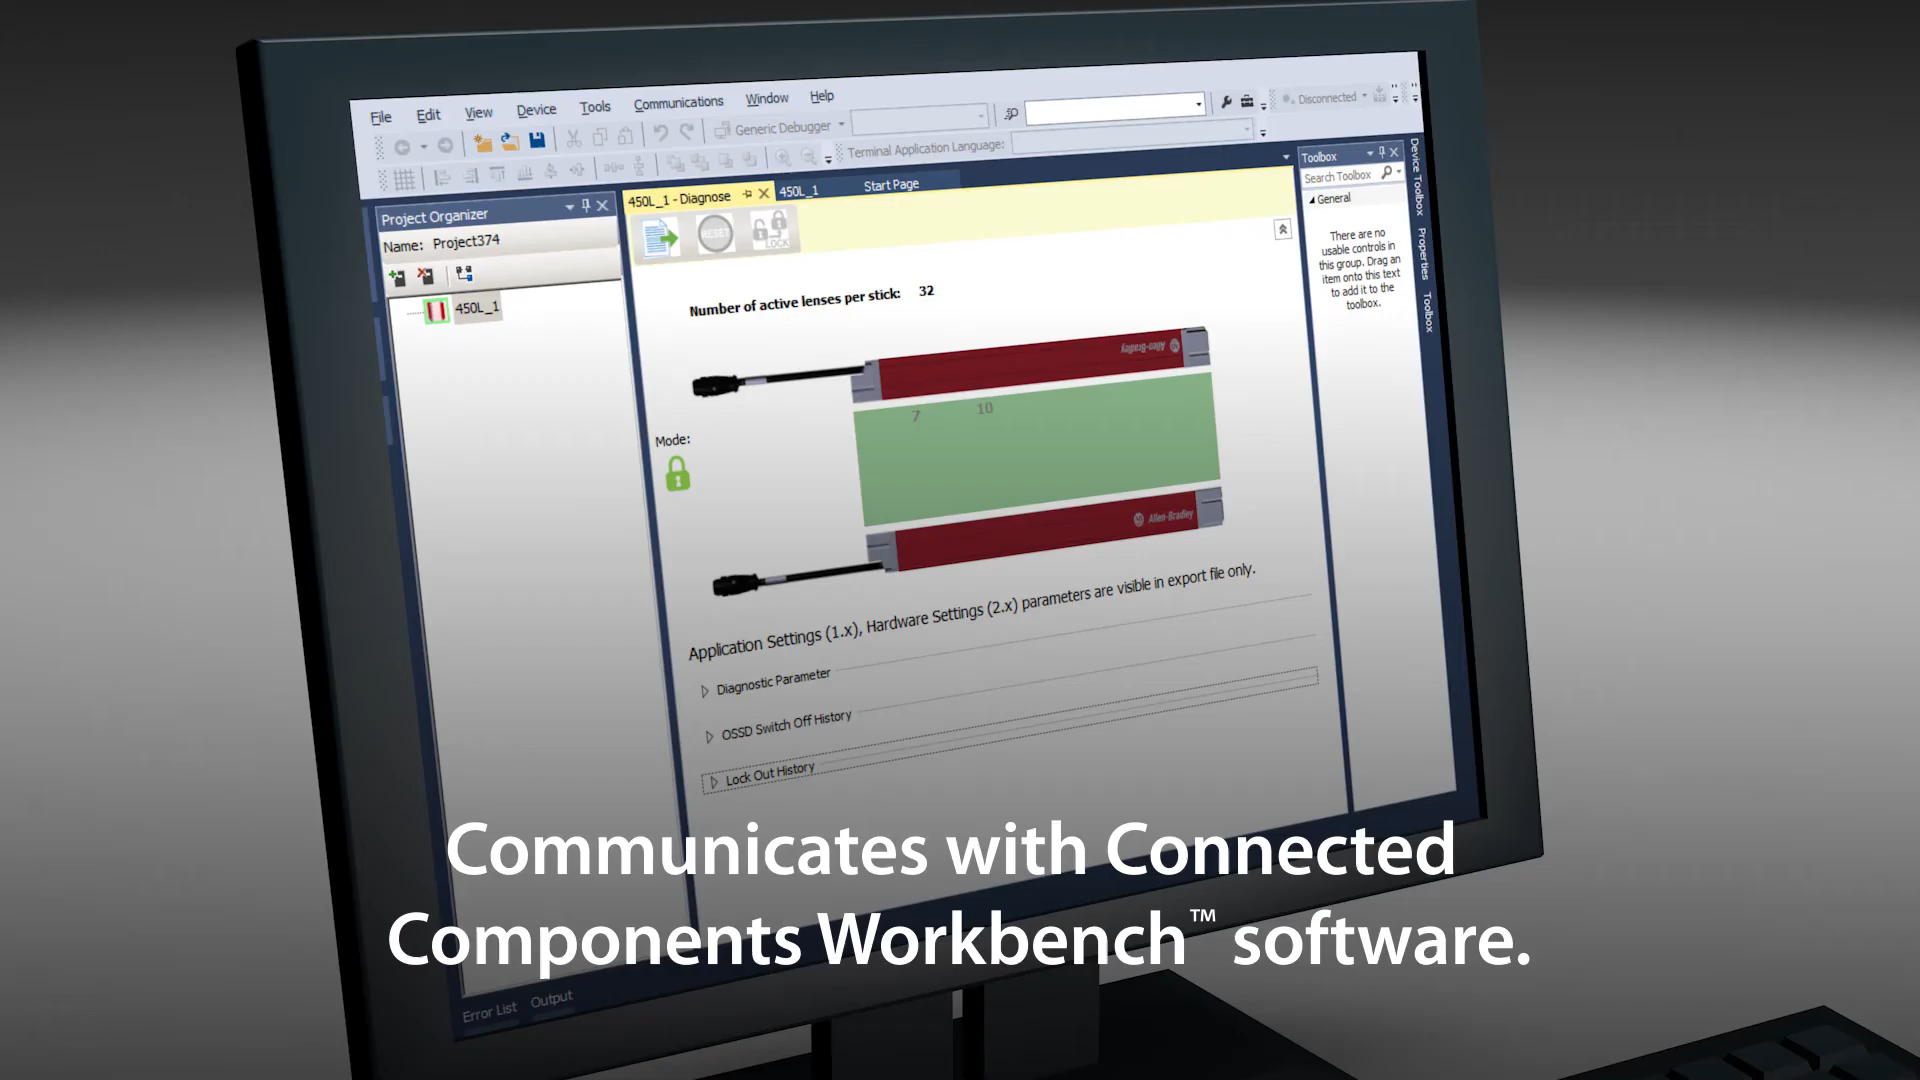 File Edit View Device Tools Communications Window Help
Generic Debugger
Disconnected
Terminal Application Language:
Project Organizer
Name: Project374
450L_1
450L_1 - Diagnose
450L_1
Start Page
RESET
LOCK
Number of active lenses per stick: 32
Allen-Bradley
7 10
Mode:
Allen-Bradley
Application Settings (1.x), Hardware Settings (2.x) parameters are visible in export file only.
Diagnostic Parameter
OSSD Switch Off History
Lock Out History
Toolbox
Search Toolbox
General
There are no
usable controls in
this group. Drag an
item onto this text
to add it to the
toolbox.
Device Toolbox
Properties
Toolbox
Error List Output
Communicates with Connected
Components Workbench™ software.